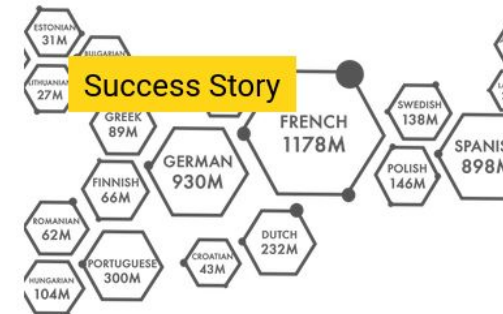 ESTONIAN
31M
BULGARIAN
LITHUANIAN
27M
Success Story
GREEK
89M
FRENCH
1178M
SWEDISH
138M
GERMAN
930M
SPANIS
898M
POLISH
146M
FINNISH
66M
ROMANIAN
62M
DUTCH
232M
PORTUGUESE
300M
CROATIAN
43M
HUNGARIAN
104M